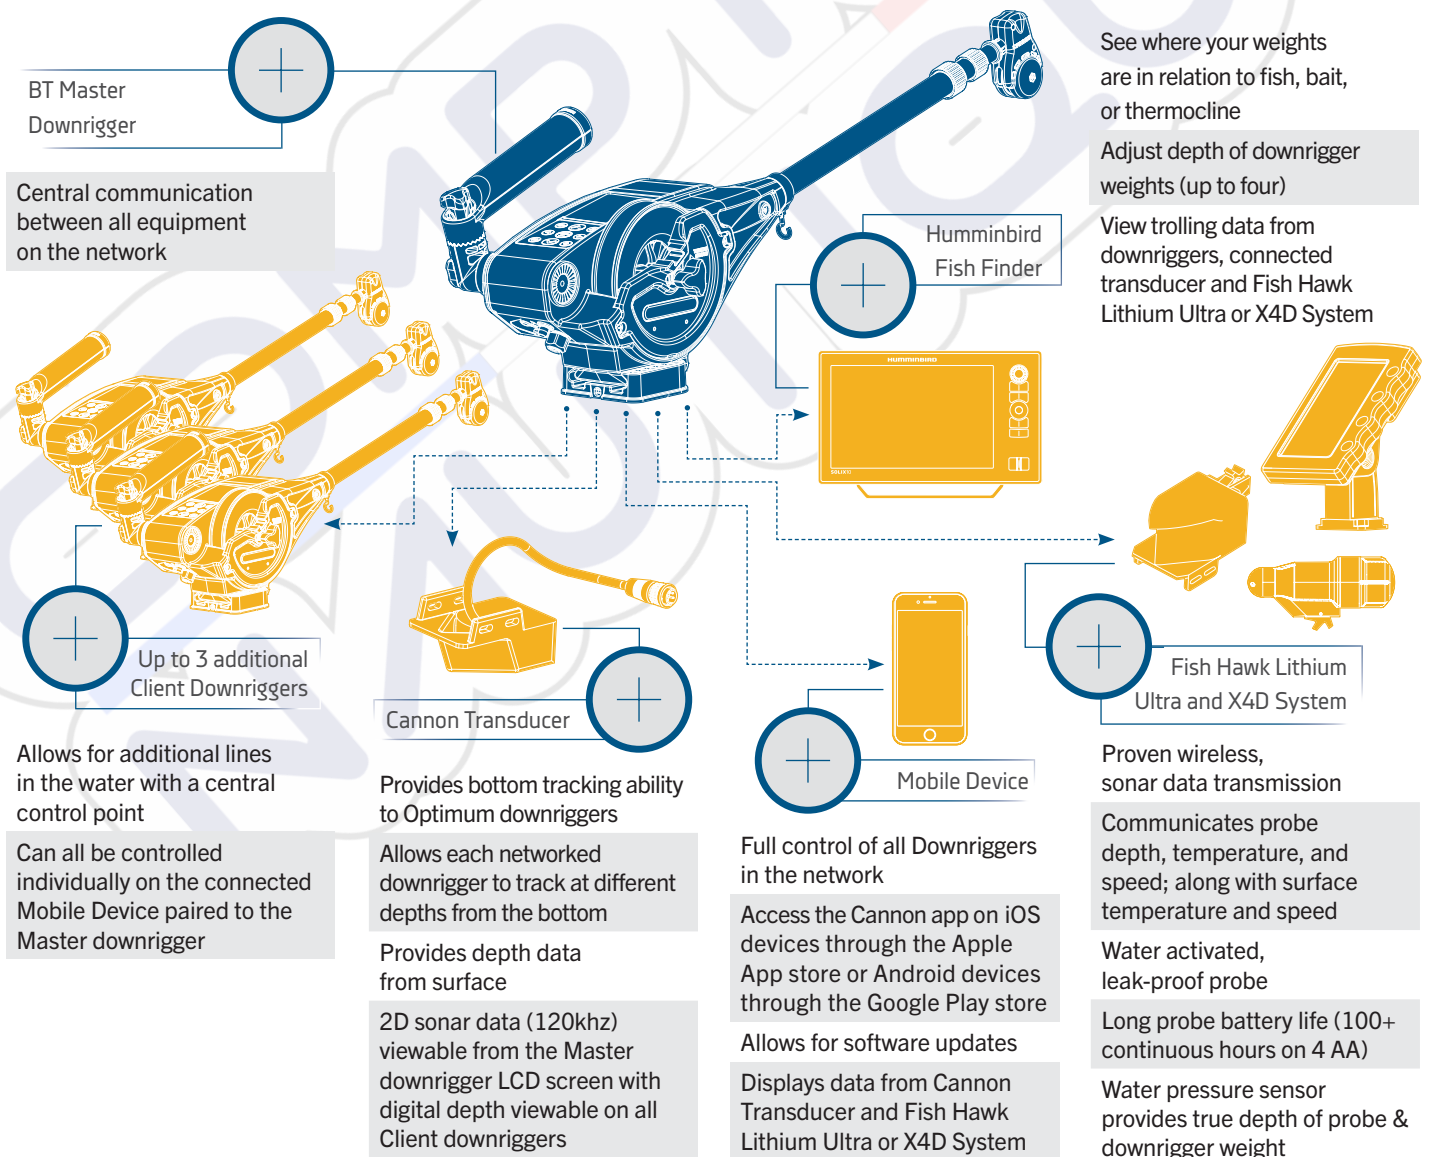 BT Master
Downrigger
Central communication
between all equipment
on the network
See where your weights
are in relation to fish, bait,
or thermocline
Adjust depth of downrigger
weights (up to four)
View trolling data from
downriggers, connected
transducer and Fish Hawk
Lithium Ultra or X4D System
Humminbird
Fish Finder
HUMMINBIRD
Up to 3 additional
Client Downriggers
Allows for additional lines
in the water with a central
control point
Can all be controlled
individually on the connected
Mobile Device paired to the
Master downrigger
Cannon Transducer
Provides bottom tracking ability
to Optimum downriggers
Allows each networked
downrigger to track at different
depths from the bottom
Provides depth data
from surface
2D sonar data (120khz)
viewable from the Master
downrigger LCD screen with
digital depth viewable on all
Client downriggers
Mobile Device
Full control of all Downriggers
in the network
Access the Cannon app on iOS
devices through the Apple
App store or Android devices
through the Google Play store
Allows for software updates
Displays data from Cannon
Transducer and Fish Hawk
Lithium Ultra or X4D System
Fish Hawk Lithium
Ultra and X4D System
Proven wireless,
sonar data transmission
Communicates probe
depth, temperature, and
speed; along with surface
temperature and speed
Water activated,
leak-proof probe
Long probe battery life (100+
continuous hours on 4 AA)
Water pressure sensor
provides true depth of probe &
downrigger weight